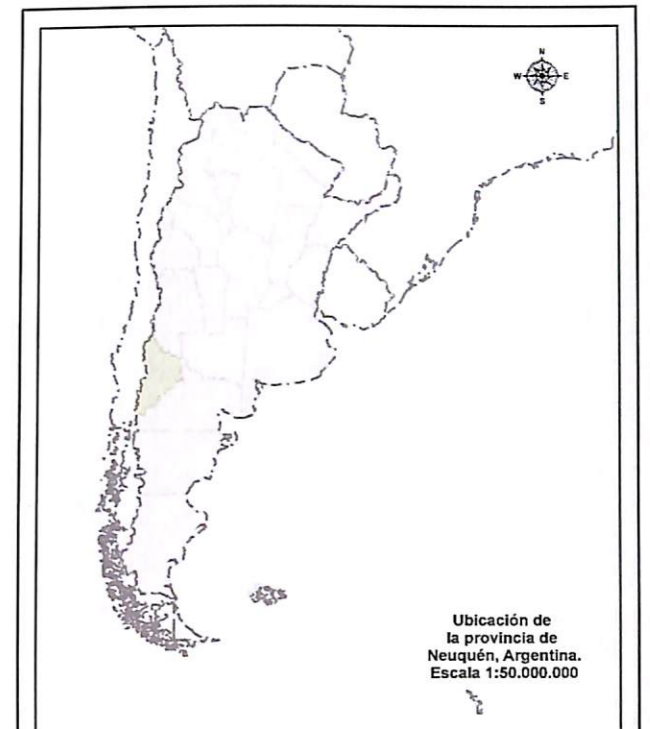 N
W E
S
Ubicación de
la provincia de
Neuquén, Argentina.
Escala 1:50.000.000